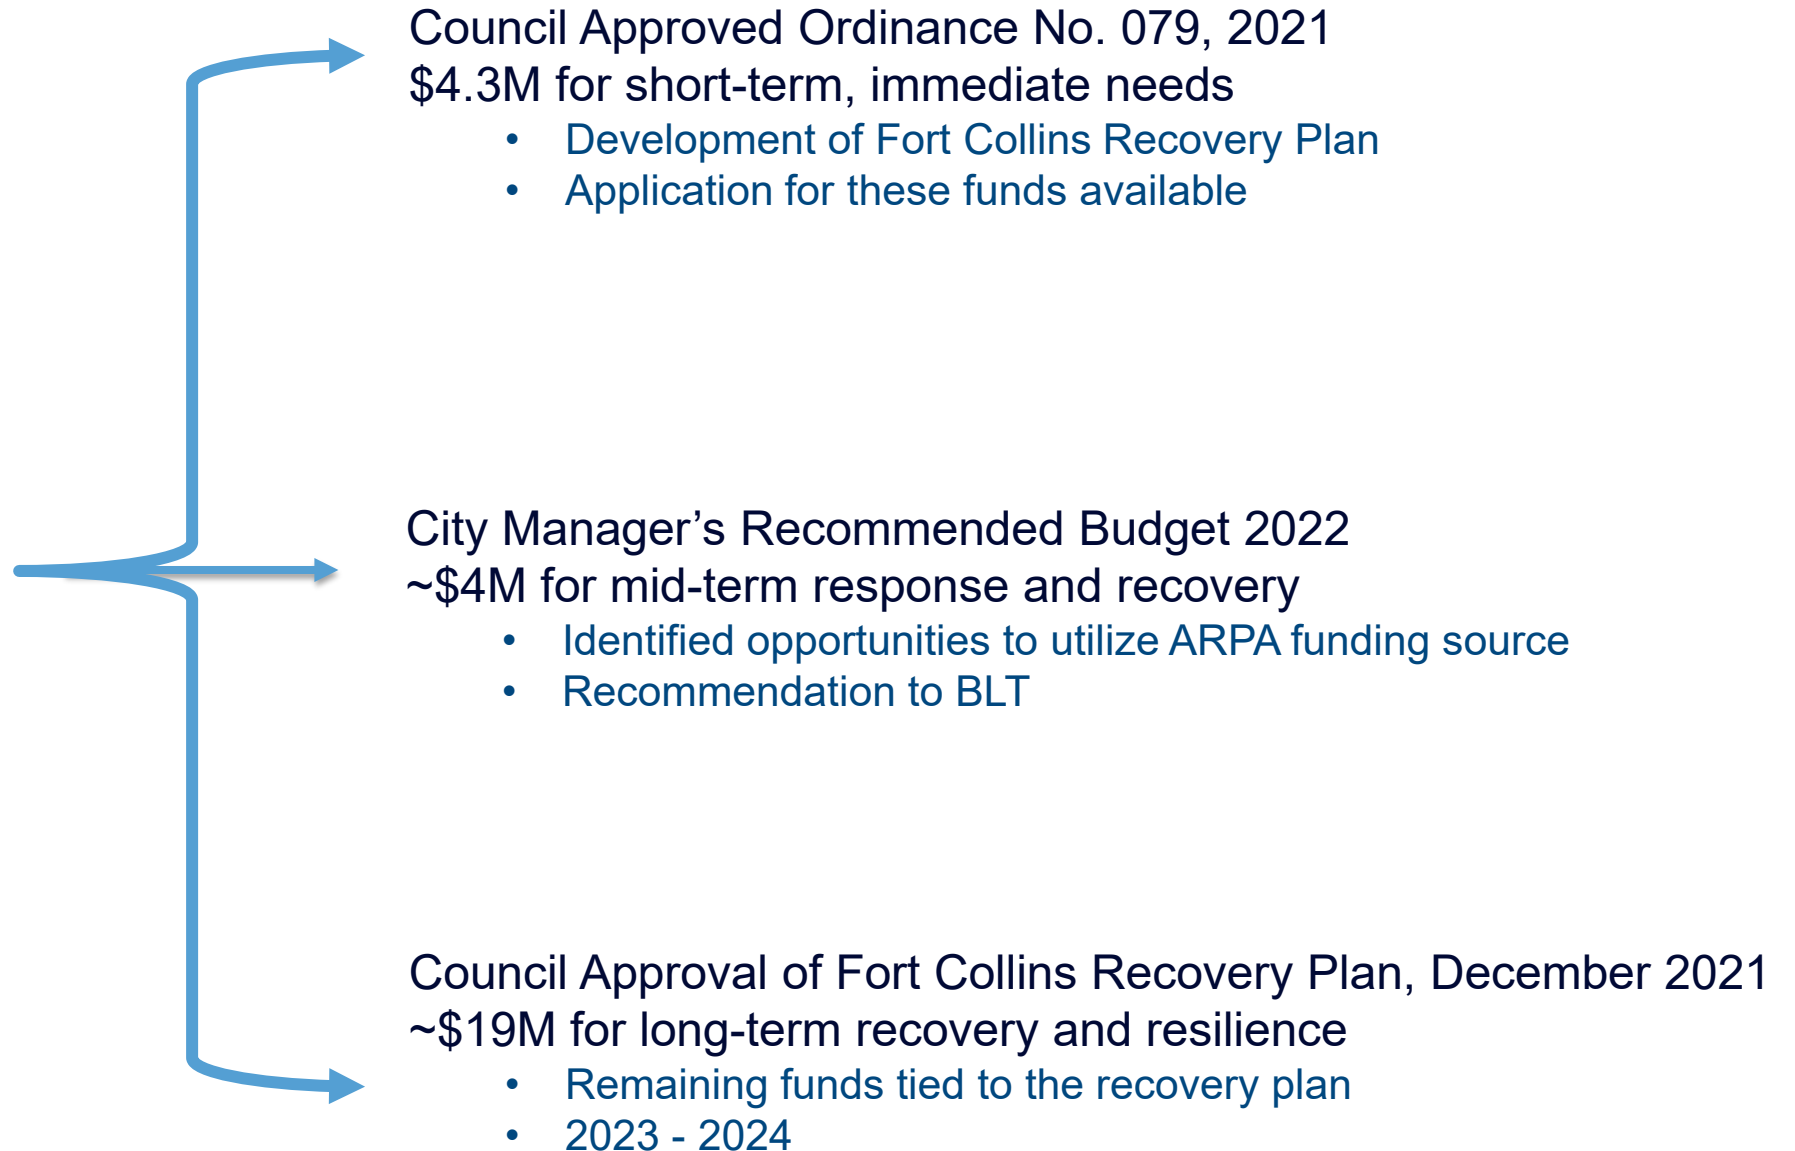 Council Approved Ordinance No. 079, 2021
$4.3M for short-term, immediate needs
• Development of Fort Collins Recovery Plan
• Application for these funds available
City Manager’s Recommended Budget 2022
~$4M for mid-term response and recovery
• Identified opportunities to utilize ARPA funding source
• Recommendation to BLT
Council Approval of Fort Collins Recovery Plan, December 2021
~$19M for long-term recovery and resilience
• Remaining funds tied to the recovery plan
• 2023 - 2024